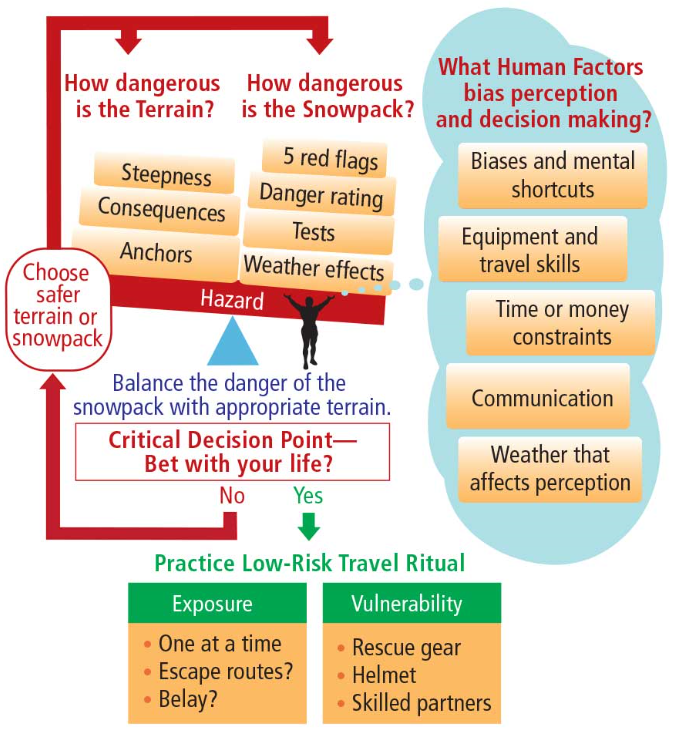 How dangerous
is the Terrain?
How dangerous
is the Snowpack?
Steepness
Consequences
Anchors
5 red flags
Danger rating
Tests
Weather effects
Hazard
Choose
safer
terrain or
snowpack
Balance the danger of the
snowpack with appropriate terrain.
Critical Decision Point—
Bet with your life?
No
Yes
Practice Low-Risk Travel Ritual
Exposure
• One at a time
• Escape routes?
• Belay?
Vulnerability
• Rescue gear
• Helmet
• Skilled partners
What Human Factors
bias perception
and decision making?
Biases and mental
shortcuts
Equipment and
travel skills
Time or money
constraints
Communication
Weather that
affects perception